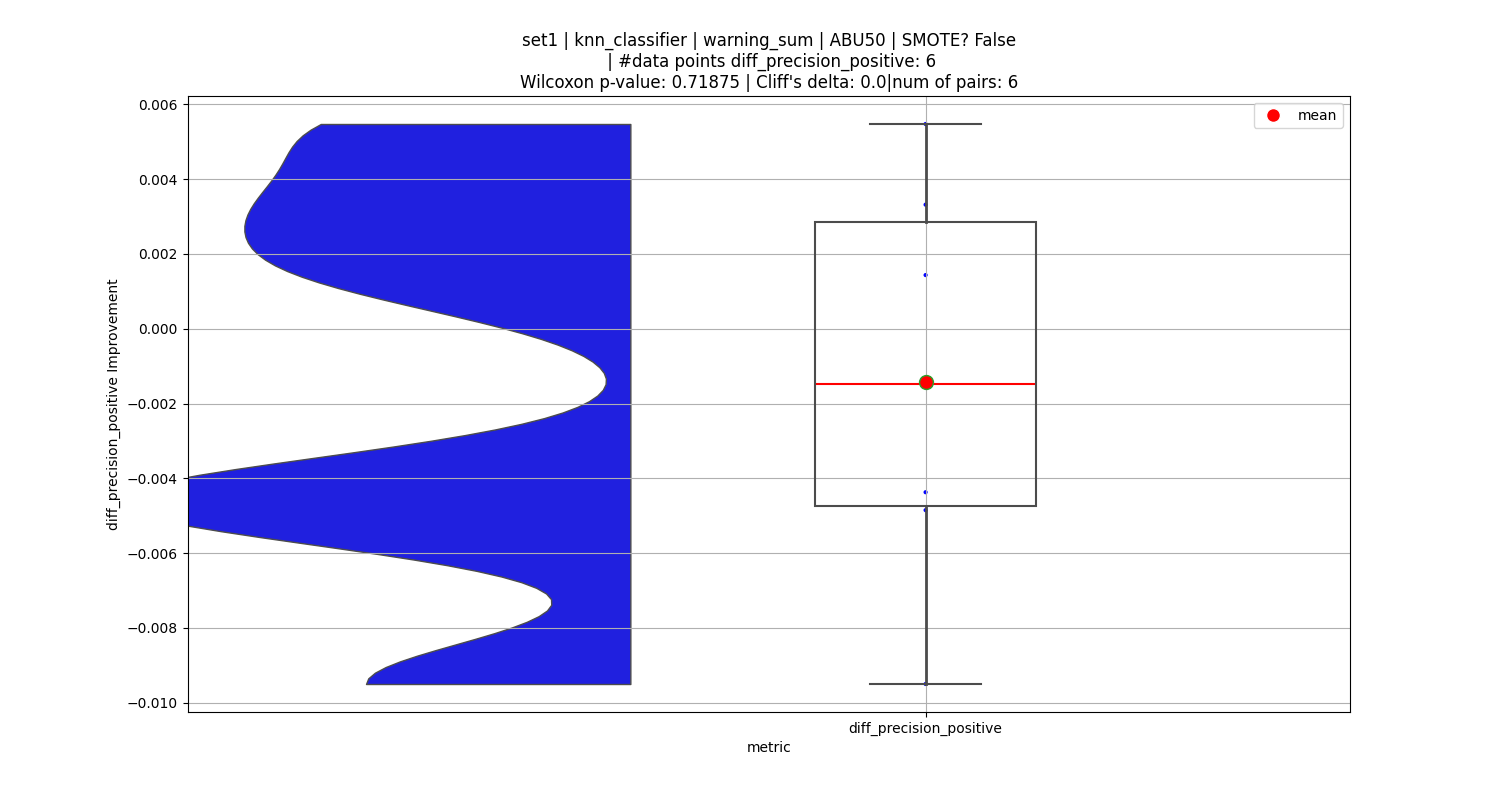 set1 | knn_classifier | warning_sum | ABU50 | SMOTE? False
| #data points diff_precision_positive: 6
Wilcoxon p-value: 0.71875 | Cliff's delta: 0.0|num of pairs: 6
mean
0.006
0.004
0.002
0.000
−0.002
−0.004
−0.006
−0.008
−0.010
diff_precision_positive Improvement
diff_precision_positive
metric